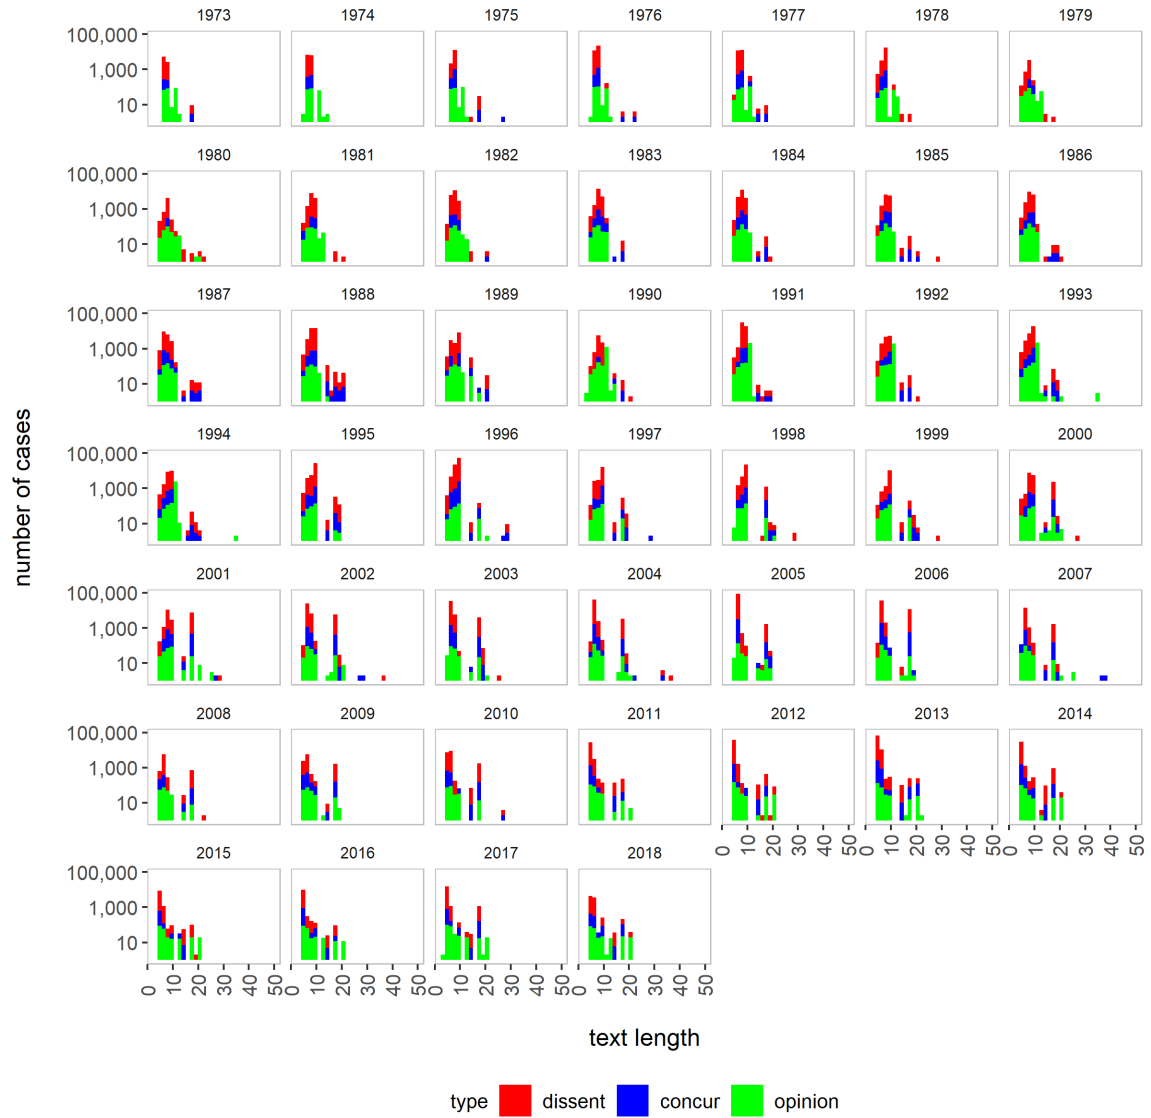 1973 1974 1975 1976 1977 1978 1979
100,000
1,000
10
1980 1981 1982 1983 1984 1985 1986
100,000
1,000
10
1987 1988 1989 1990 1991 1992 1993
100,000
1,000
10
1994 1995 1996 1997 1998 1999 2000
100,000
1,000
10
number of cases
2001 2002 2003 2004 2005 2006 2007
100,000
1,000
10
2008 2009 2010 2011 2012 2013 2014
100,000
1,000
10
0 10 20 30 40 50 0 10 20 30 40 50 0 10 20 30 40 50
2015 2016 2017 2018
100,000
1,000
10
0 10 20 30 40 50 0 10 20 30 40 50 0 10 20 30 40 50 0 10 20 30 40 50
text length
type dissent concur opinion